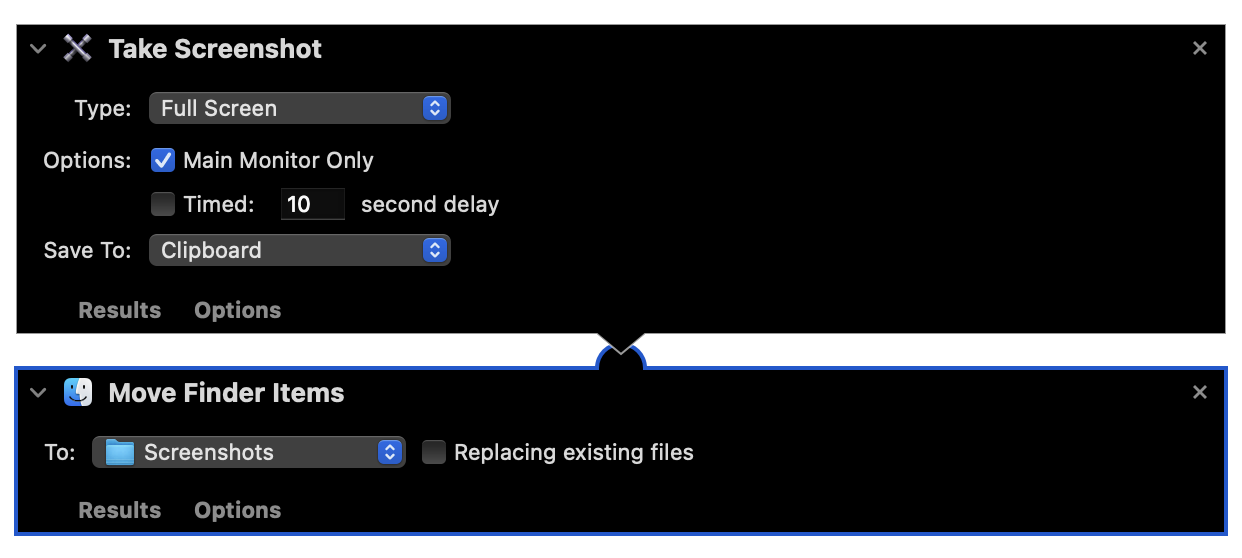 Take Screenshot
Type: Full Screen
Options: Main Monitor Only
Timed: 10 second delay
Save To: Clipboard
Results Options
Move Finder Items
To: Screenshots Replacing existing files
Results Options